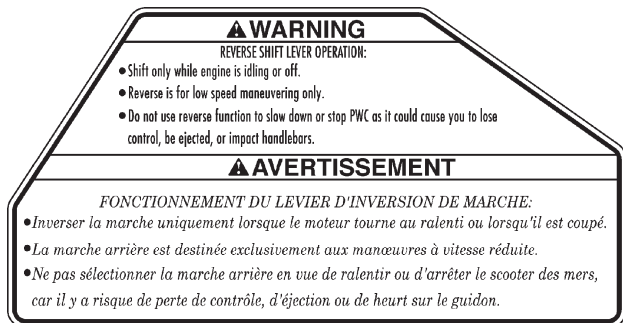 ⚠WARNING
REVERSE SHIFT LEVER OPERATION:
• Shift only while engine is idling or off.
• Reverse is for low speed maneuvering only.
• Do not use reverse function to slow down or stop PWC as it could cause you to lose
control, be ejected, or impact handlebars.
⚠AVERTISSEMENT
FONCTIONNEMENT DU LEVIER D'INVERSION DE MARCHE:
• Inverser la marche uniquement lorsque le moteur tourne au ralenti ou lorsqu'il est coupé.
• La marche arrière est destinée exclusivement aux manœuvres à vitesse réduite.
• Ne pas sélectionner la marche arrière en vue de ralentir ou d'arrêter le scooter des mers,
car il y a risque de perte de contrôle, d'éjection ou de heurt sur le guidon.